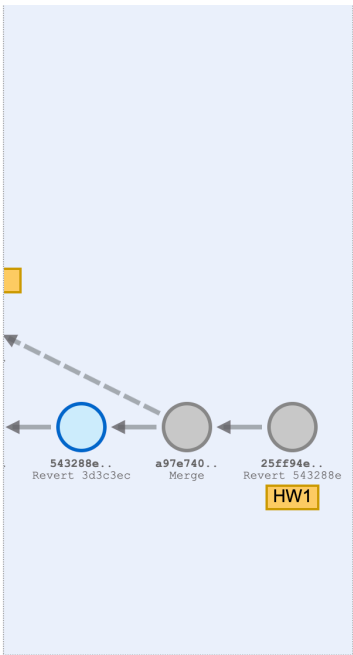 543288e..
Revert 3d3c3ec
a97e740..
Merge
25ff94e..
Revert 543288e
HW1